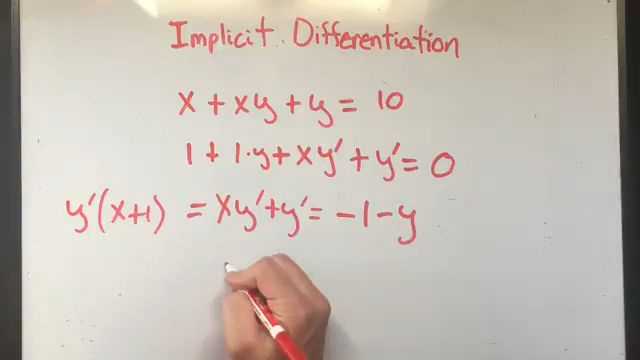 Implicit Differentiation
x + xy + y = 10
1 + 1·y + xy' + y' = 0
y'(x+1) = xy' + y' = -1 - y